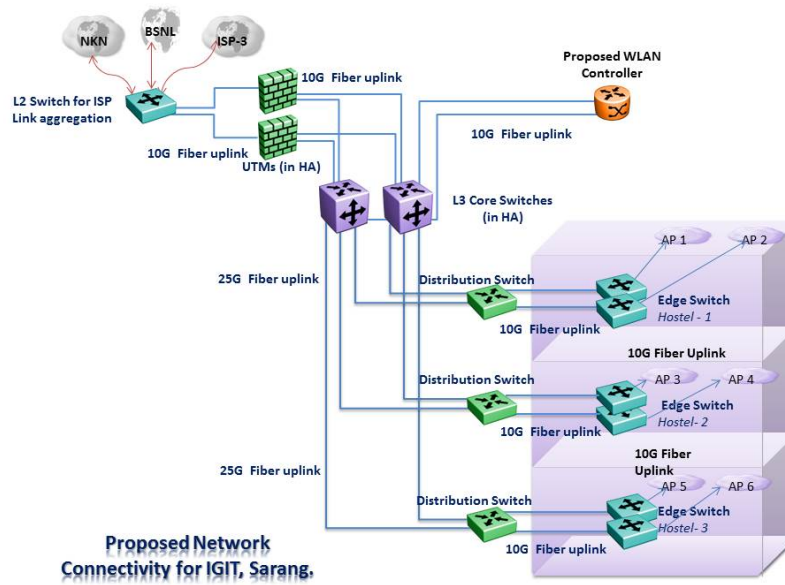 NKN
BSNL
ISP-3
10G Fiber uplink
Proposed WLAN
Controller
L2 Switch for ISP
Link aggregation
10G Fiber uplink
10G Fiber uplink
UTMs (in HA)
L3 Core Switches
(in HA)
AP 1
AP 2
25G Fiber uplink
Distribution Switch
Edge Switch
Hostel - 1
10G Fiber uplink
10G Fiber Uplink
Distribution Switch
AP 3
AP 4
Edge Switch
Hostel- 2
10G Fiber uplink
10G Fiber
Uplink
25G Fiber uplink
AP 5
AP 6
Distribution Switch
Edge Switch
Hostel- 3
10G Fiber uplink
Proposed Network
Connectivity for IGIT, Sarang.